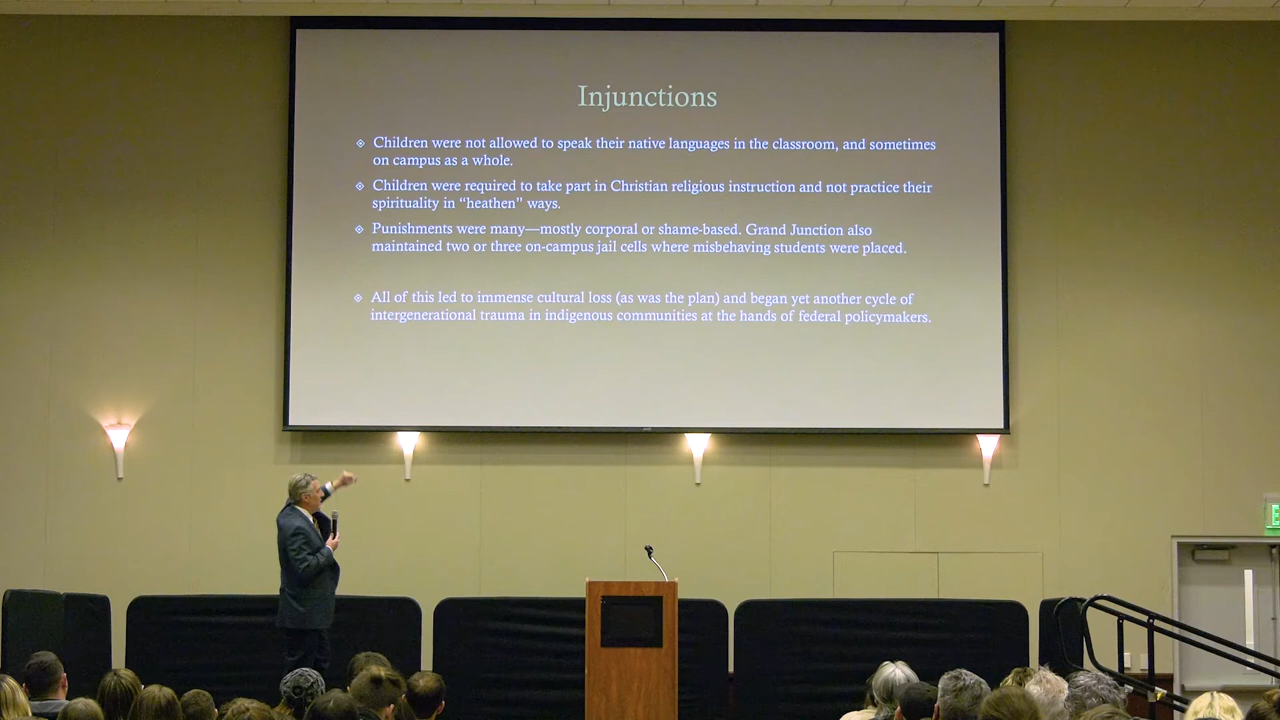 Injunctions
Children were not allowed to speak their native languages in the classroom, and sometimes
on campus as a whole.
Children were required to take part in Christian religious instruction and not practice their
spirituality in “heathen” ways.
Punishments were many—mostly corporal or shame-based. Grand Junction also
maintained two or three on-campus jail cells where misbehaving students were placed.
All of this led to immense cultural loss (as was the plan) and began yet another cycle of
intergenerational trauma in indigenous communities at the hands of federal policymakers.